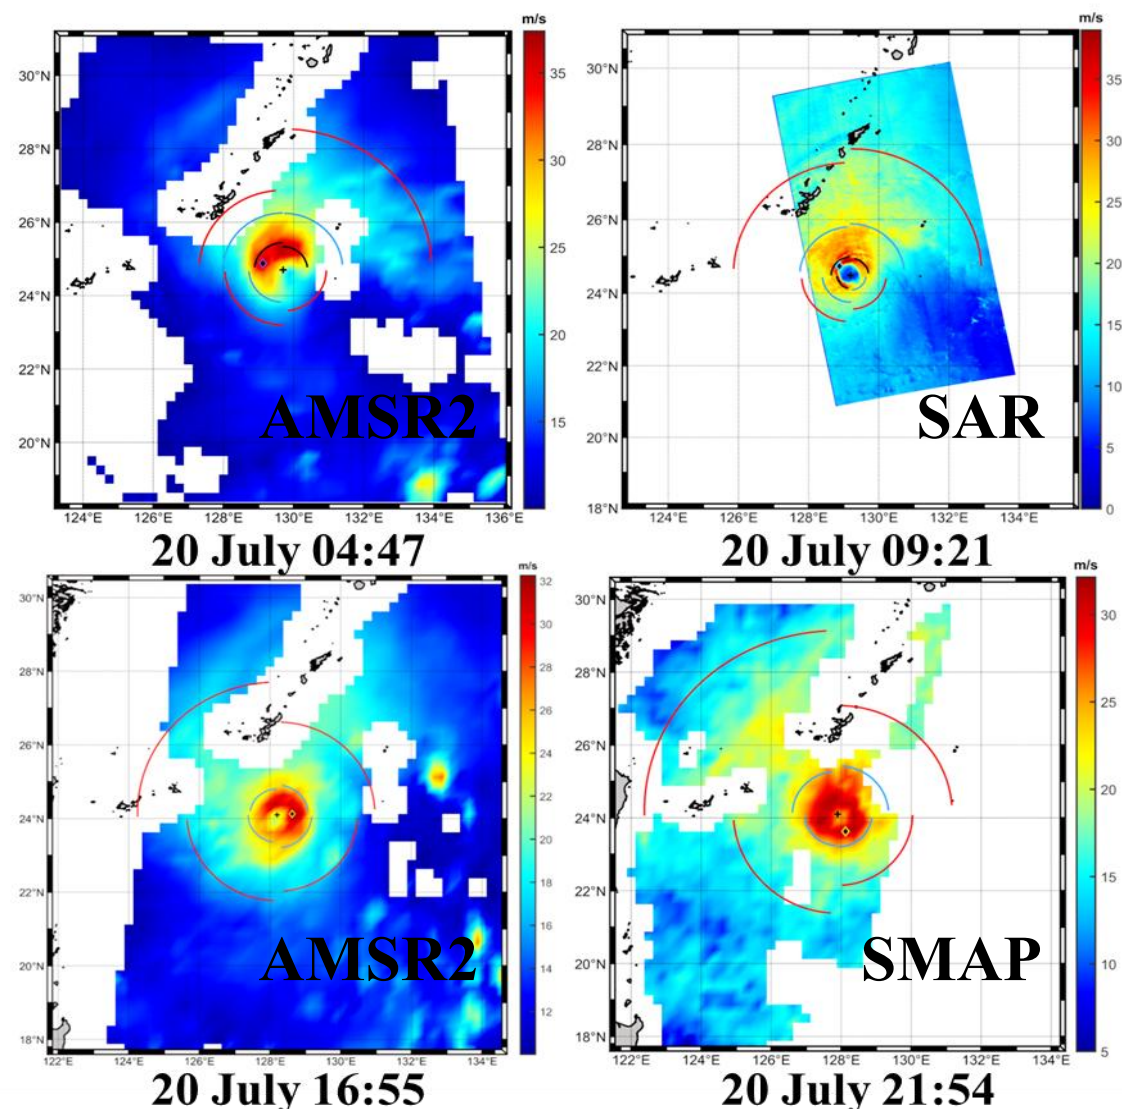 m/s
30°N
28°N
26°N
24°N
22°N
20°N
124°E 126°E 128°E 130°E 132°E 134°E 136°E
35
30
25
20
15
AMSR2
20 July 04:47
m/s
30°N
28°N
26°N
24°N
22°N
20°N
18°N
124°E 126°E 128°E 130°E 132°E 134°E
35
30
25
20
15
10
5
0
SAR
20 July 09:21
m/s
30°N
28°N
26°N
24°N
22°N
20°N
18°N
122°E 124°E 126°E 128°E 130°E 132°E 134°E
32
30
28
26
24
22
20
18
16
14
12
AMSR2
20 July 16:55
m/s
30°N
28°N
26°N
24°N
22°N
20°N
18°N
122°E 124°E 126°E 128°E 130°E 132°E 134°E
30
25
20
15
10
5
SMAP
20 July 21:54